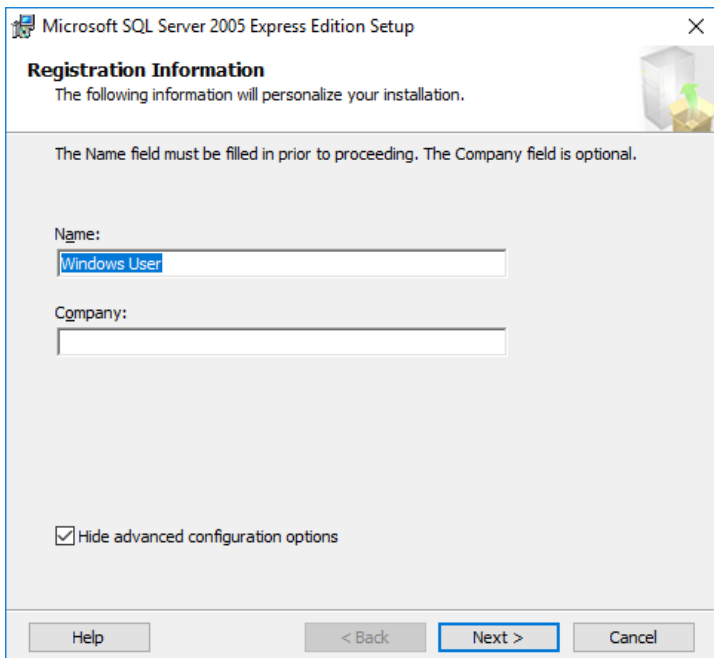 Microsoft SQL Server 2005 Express Edition Setup
Registration Information
The following information will personalize your installation.
The Name field must be filled in prior to proceeding. The Company field is optional.
Name:
Windows User
Company:
Hide advanced configuration options
Help
< Back
Next >
Cancel